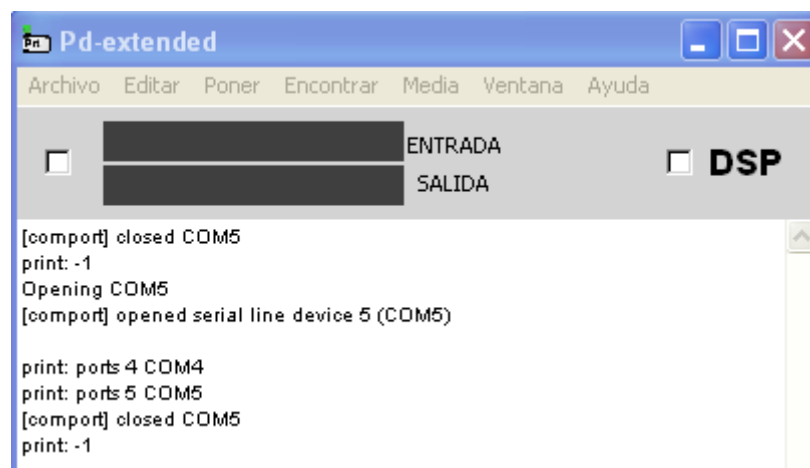 Pd-extended
Archivo Editar Poner Encontrar Media Ventana Ayuda
ENTRADA
SALIDA
DSP
[comport] closed COM5
print: -1
Opening COM5
[comport] opened serial line device 5 (COM5)
print: ports 4 COM4
print: ports 5 COM5
[comport] closed COM5
print: -1